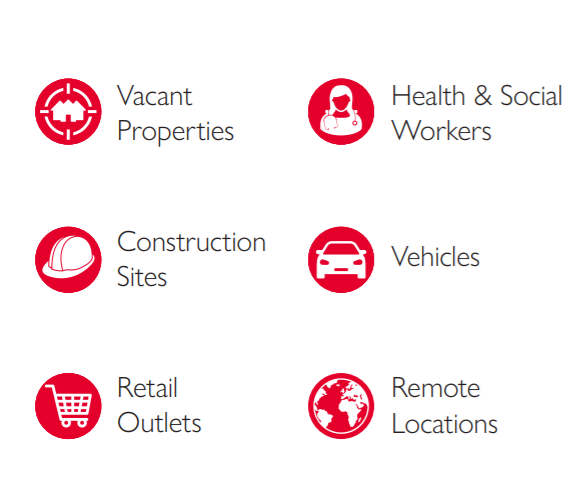 Vacant
Properties
Health & Social
Workers
Construction
Sites
Vehicles
Retail
Outlets
Remote
Locations